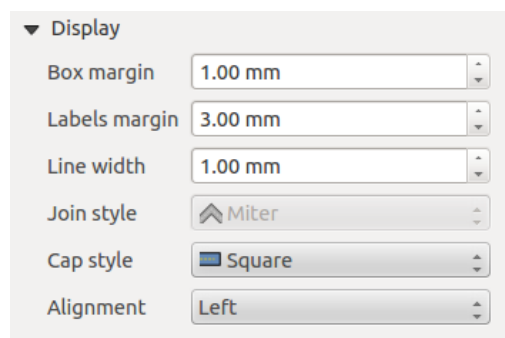 Display
Box margin 1.00 mm
Labels margin 3.00 mm
Line width 1.00 mm
Join style Miter
Cap style Square
Alignment Left